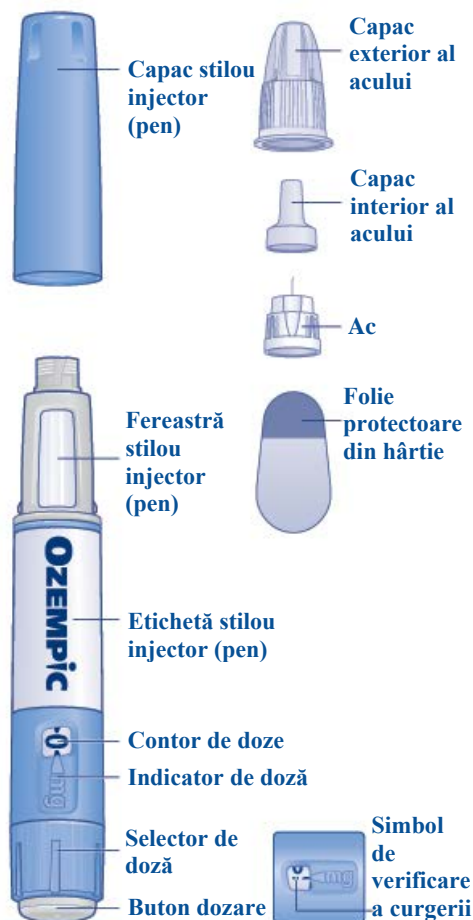 Capac stilou
injector
(pen)
Capac
exterior al
acului
Capac
interior al
acului
Ac
Folie
protectoare
din hârtie
Fereastră
stilou
injector
(pen)
OZEMPIC
Etichetă stilou
injector (pen)
0
Contor de doze
mg
Indicator de doză
Selector de
doză
Buton dozare
mg
Simbol
de
verificare
a curgerii